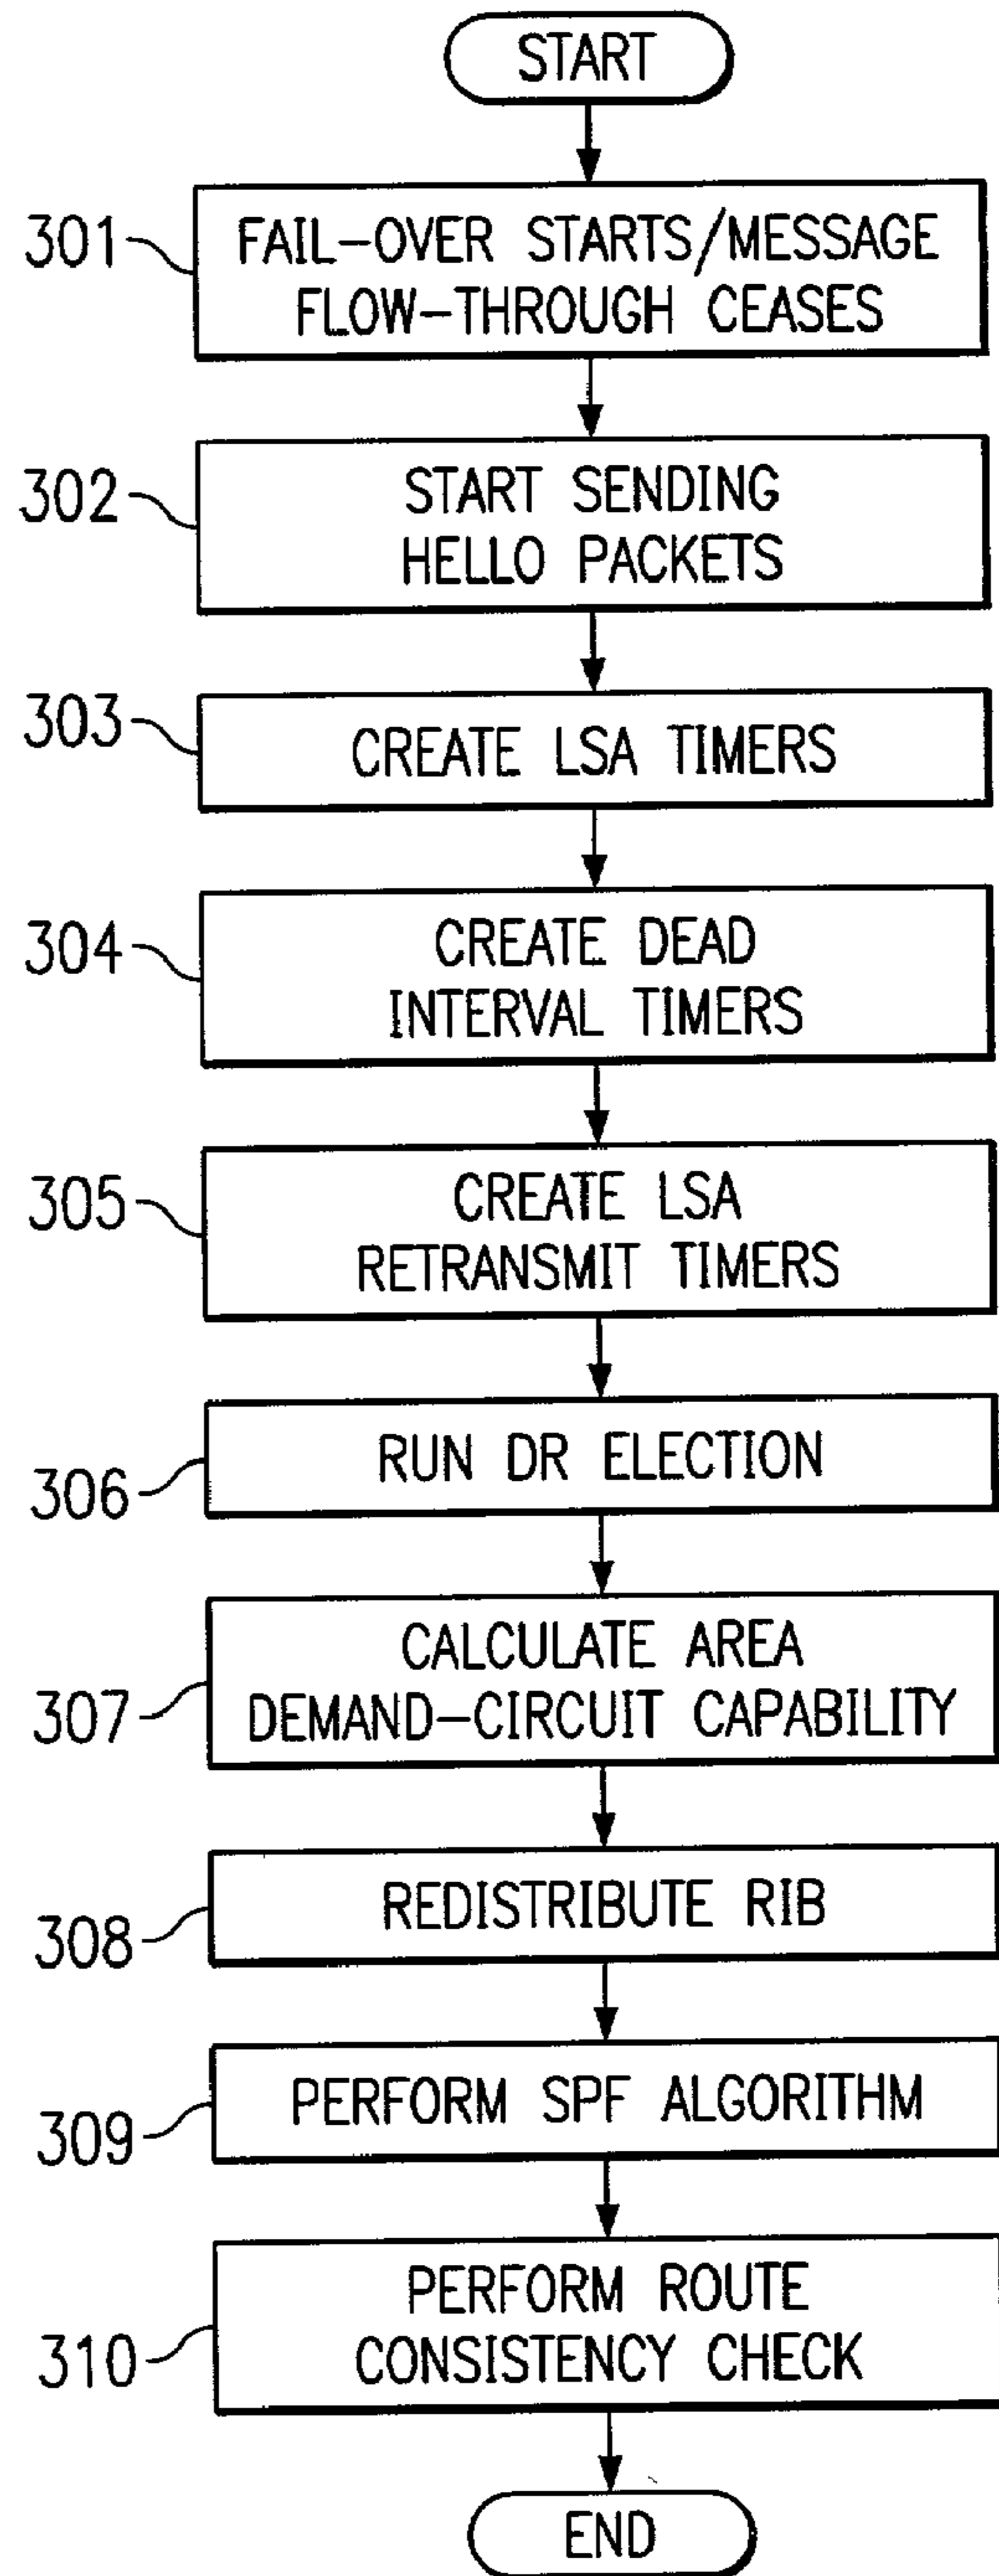 START
301
FAIL-OVER STARTS/MESSAGE
FLOW-THROUGH CEASES
302
START SENDING
HELLO PACKETS
303
CREATE LSA TIMERS
304
CREATE DEAD
INTERVAL TIMERS
305
CREATE LSA
RETRANSMIT TIMERS
306
RUN DR ELECTION
307
CALCULATE AREA
DEMAND-CIRCUIT CAPABILITY
308
REDISTRIBUTE RIB
309
PERFORM SPF ALGORITHM
310
PERFORM ROUTE
CONSISTENCY CHECK
END